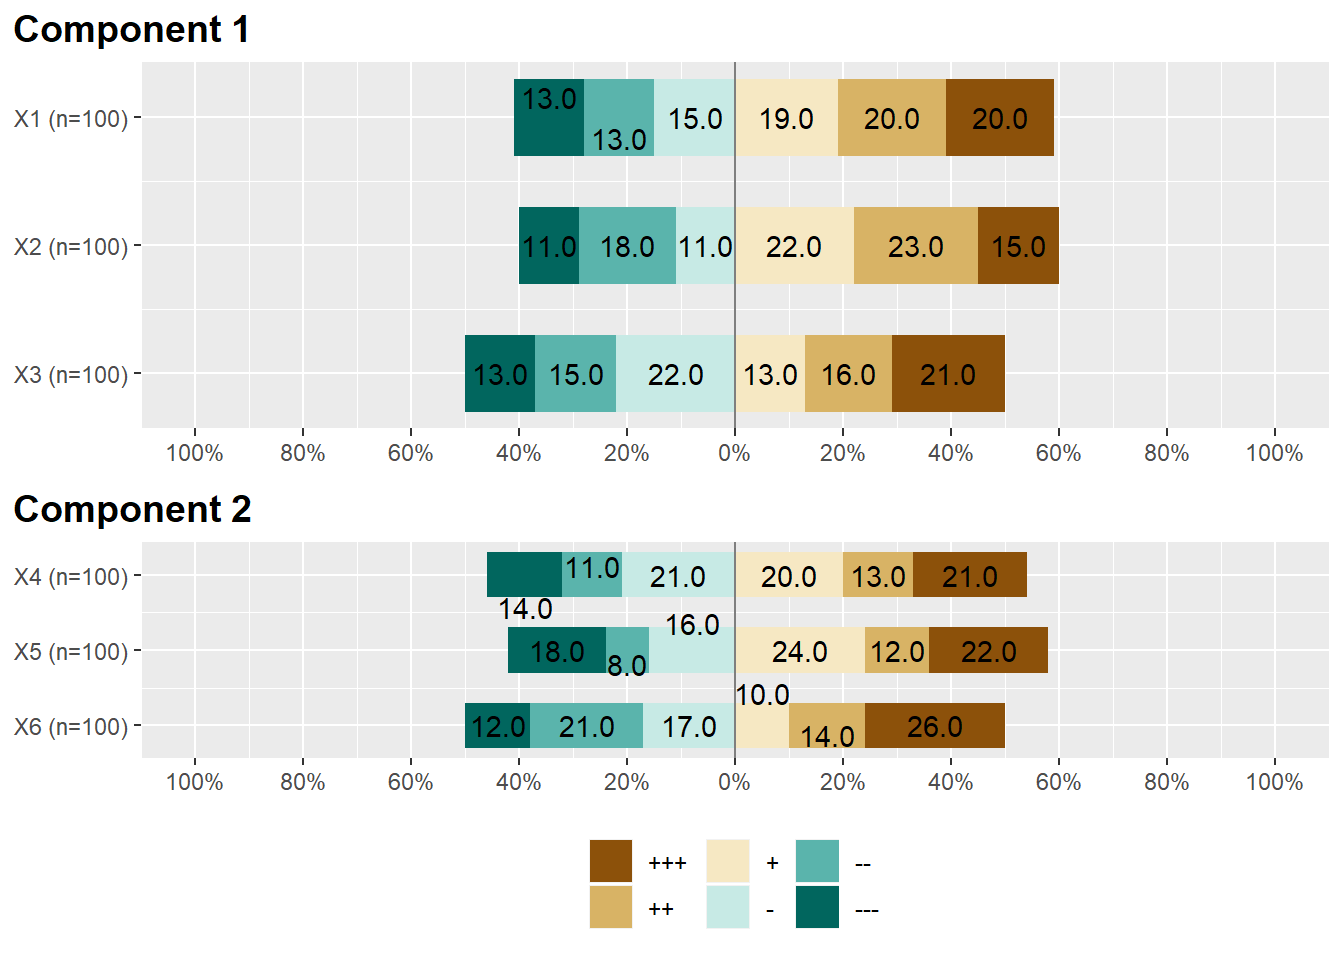 Component 1
X1 (n=100) 13.0 13.0 15.0 19.0 20.0 20.0
X2 (n=100) 11.0 18.0 11.0 22.0 23.0 15.0
X3 (n=100) 13.0 15.0 22.0 13.0 16.0 21.0
100% 80% 60% 40% 20% 0% 20% 40% 60% 80% 100%
Component 2
X4 (n=100) 14.0 11.0 21.0 20.0 13.0 21.0
X5 (n=100) 18.0 8.0 16.0 24.0 12.0 22.0
X6 (n=100) 12.0 21.0 17.0 10.0 14.0 26.0
100% 80% 60% 40% 20% 0% 20% 40% 60% 80% 100%
+++ + --
++ - ---